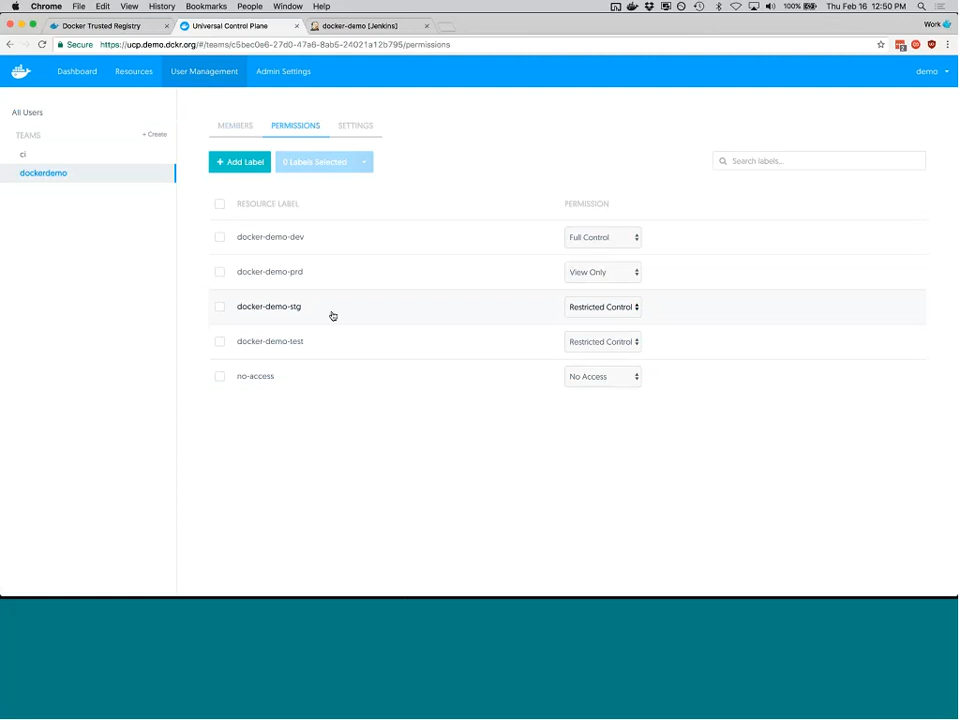 Chrome File Edit View History Bookmarks People Window Help 100% Thu Feb 16 12:50 PM
Docker Trusted Registry × Universal Control Plane × docker-demo [Jenkins] × Work
Secure https://ucp.demo.dckr.org/#/teams/c5bec0e6-27d0-47a6-8ab5-24021a12b795/permissions
Dashboard Resources User Management Admin Settings demo
All Users
TEAMS + Create
ci
dockerdemo
MEMBERS PERMISSIONS SETTINGS
+ Add Label 0 Labels Selected Search labels...
RESOURCE LABEL PERMISSION
docker-demo-dev Full Control
docker-demo-prd View Only
docker-demo-stg Restricted Control
docker-demo-test Restricted Control
no-access No Access